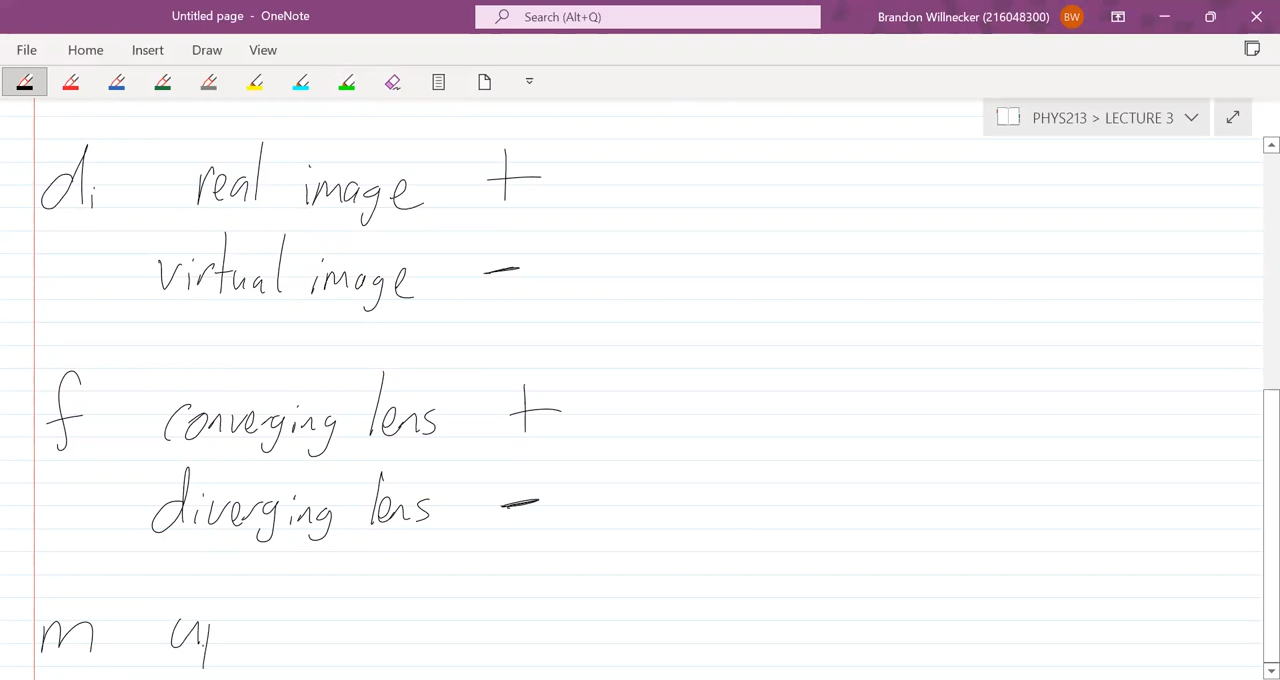 Untitled page - OneNote
Search (Alt+Q)
Brandon Willnecker (216048300)
BW
File Home Insert Draw View
PHYS213 > LECTURE 3
di real image +
virtual image -
f converging lens +
diverging lens -
m up